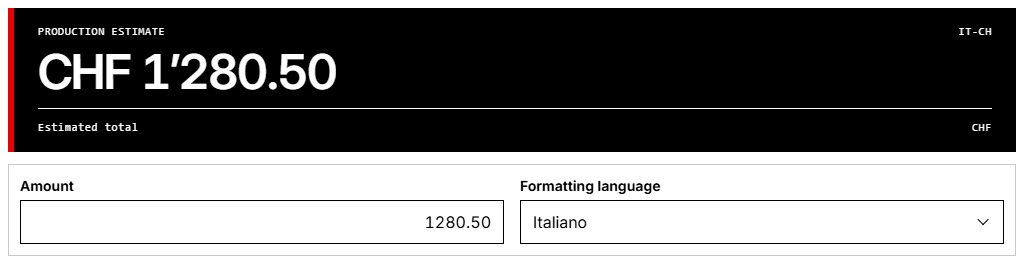 PRODUCTION ESTIMATE IT-CH
CHF 1’280.50
Estimated total CHF
Amount Formatting language
1280.50 Italiano